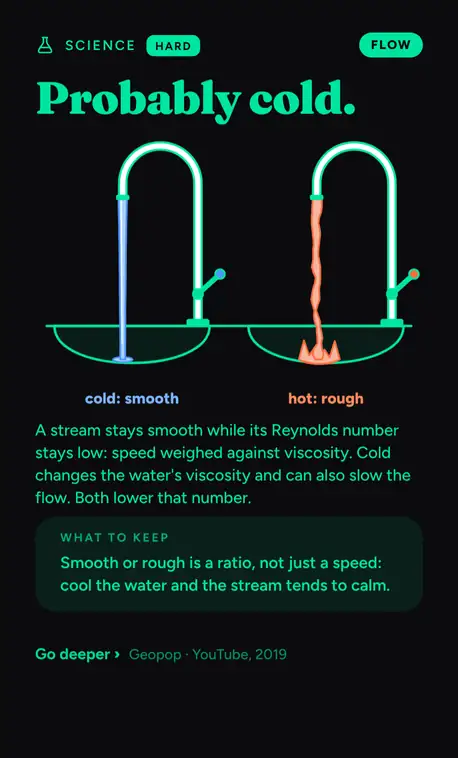 SCIENCE HARD FLOW
Probably cold.
cold: smooth hot: rough
A stream stays smooth while its Reynolds number
stays low: speed weighed against viscosity. Cold
changes the water's viscosity and can also slow the
flow. Both lower that number.
WHAT TO KEEP
Smooth or rough is a ratio, not just a speed:
cool the water and the stream tends to calm.
Go deeper › Geopop · YouTube, 2019